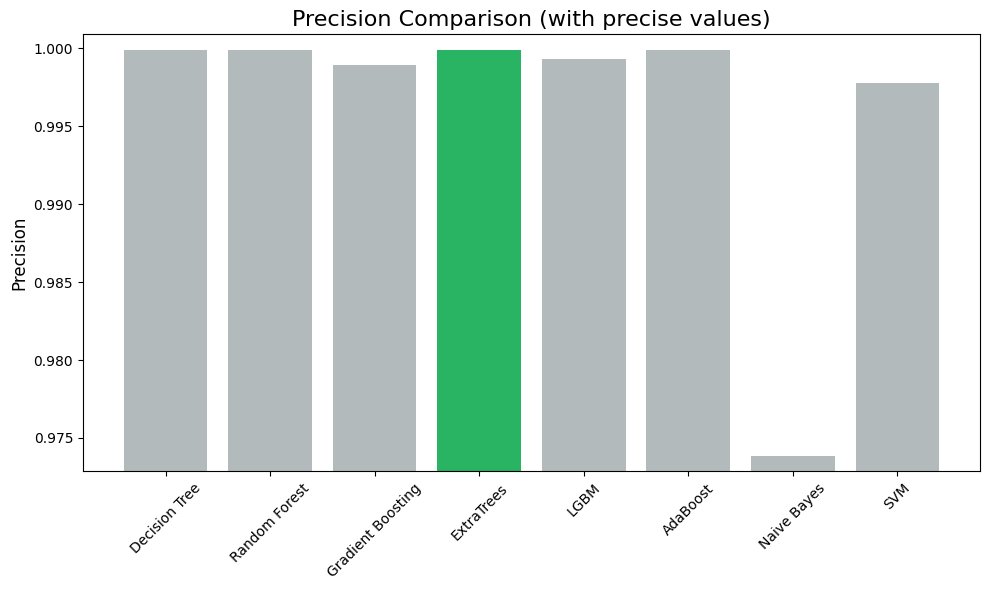 Precision Comparison (with precise values)
Precision
1.000
0.995
0.990
0.985
0.980
0.975
Decision Tree
Random Forest
Gradient Boosting
ExtraTrees
LGBM
AdaBoost
Naive Bayes
SVM